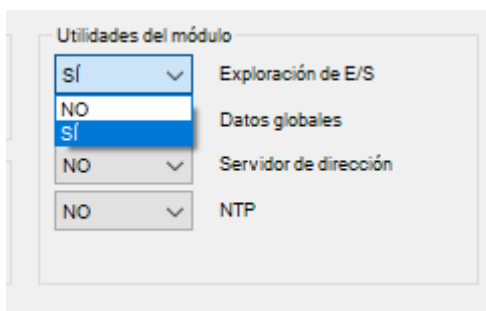 Utilidades del módulo
SÍ Exploración de E/S
NO
SÍ
Datos globales
NO Servidor de dirección
NO NTP